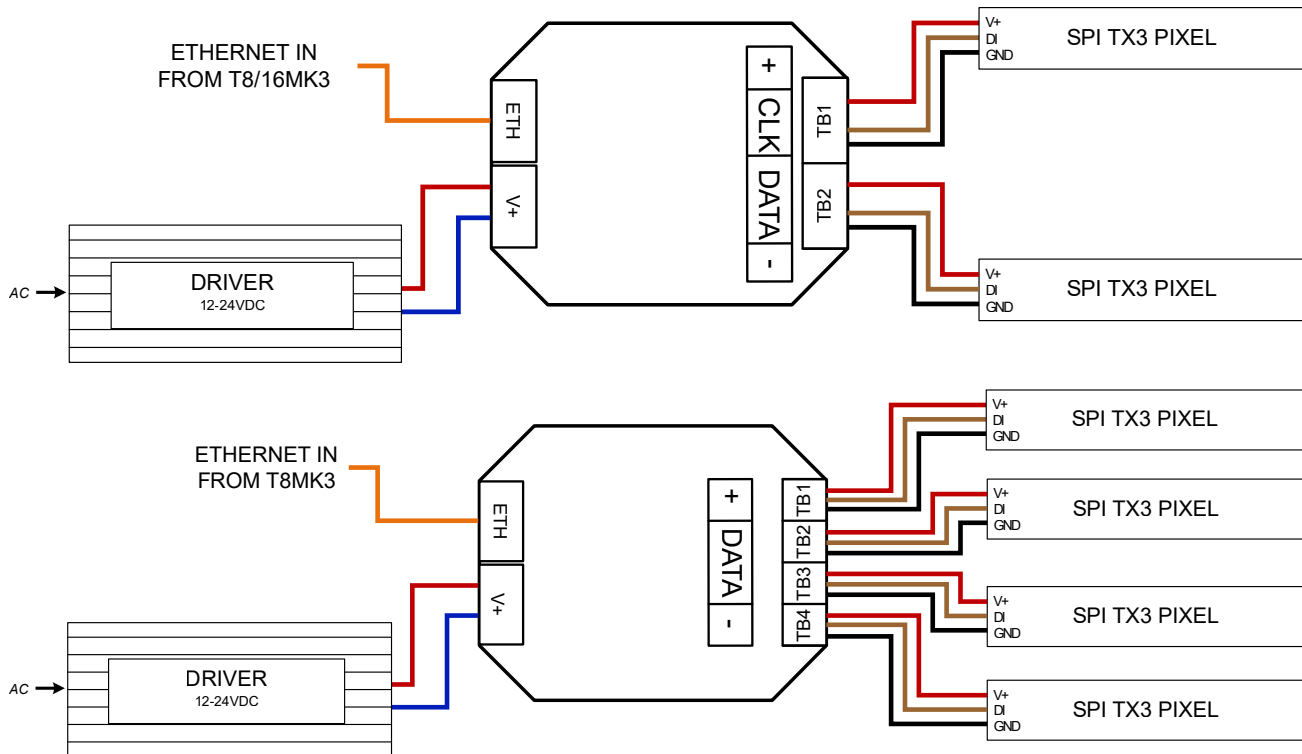 ETHERNET IN
FROM T8/16MK3
ETH
V+
+
CLK
DATA
-
TB1
TB2
V+
DI
GND
SPI TX3 PIXEL
V+
DI
GND
SPI TX3 PIXEL
AC
DRIVER
12-24VDC
ETHERNET IN
FROM T8MK3
ETH
V+
+
DATA
-
TB1
TB2
TB3
TB4
V+
DI
GND
SPI TX3 PIXEL
V+
DI
GND
SPI TX3 PIXEL
V+
DI
GND
SPI TX3 PIXEL
V+
DI
GND
SPI TX3 PIXEL
AC
DRIVER
12-24VDC